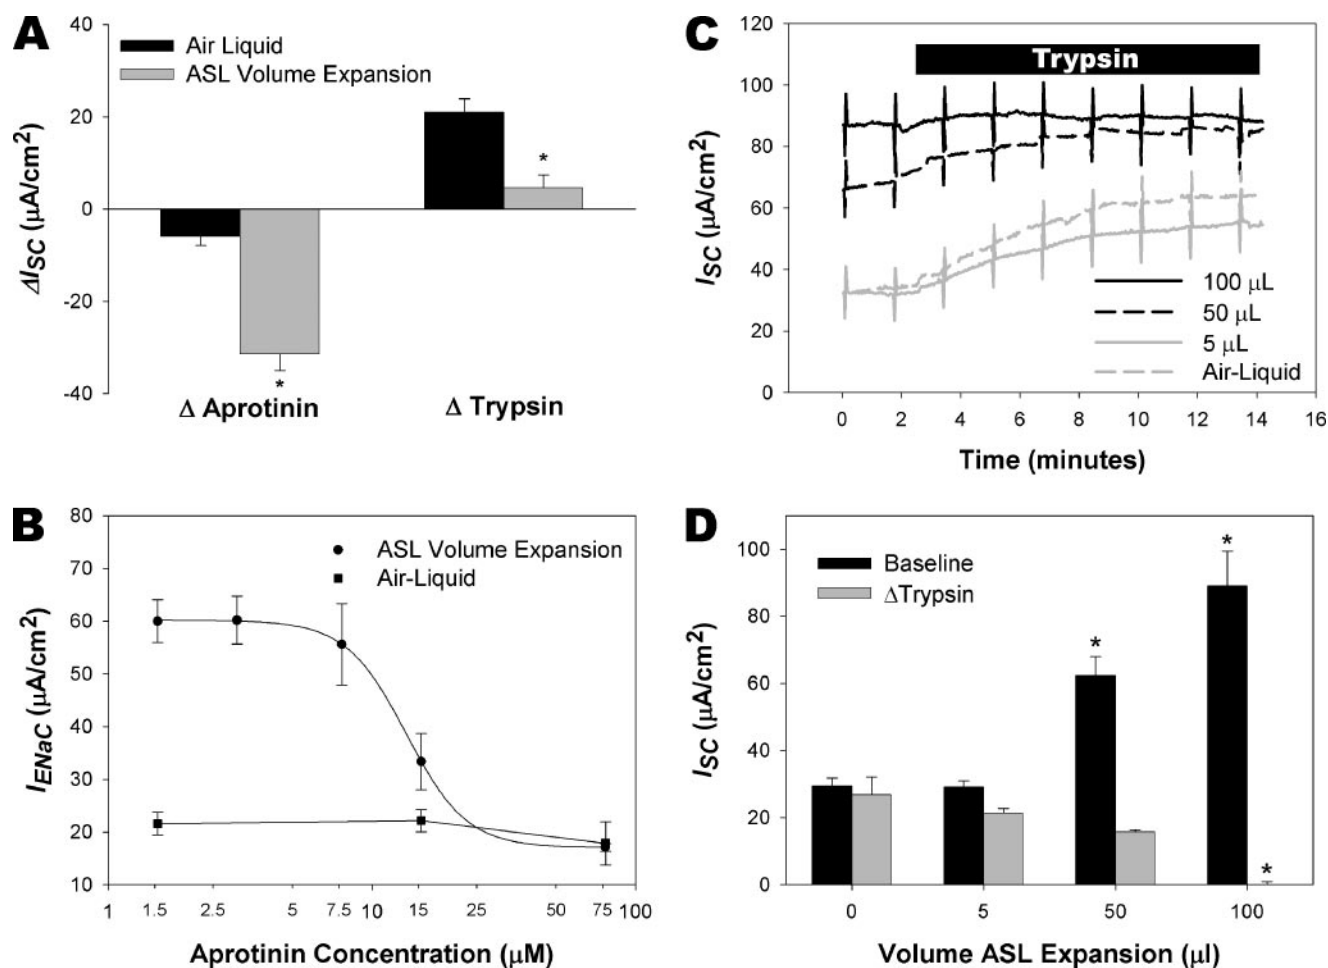 A
40
20
0
-20
-40
ΔISC (μA/cm²)
Air Liquid
ASL Volume Expansion
*
*
Δ Aprotinin
Δ Trypsin
C
120
100
80
60
40
20
0
ISC (μA/cm²)
Trypsin
100 μL
50 μL
5 μL
Air-Liquid
0 2 4 6 8 10 12 14 16
Time (minutes)
B
80
70
60
50
40
30
20
10
IENaC (μA/cm²)
ASL Volume Expansion
Air-Liquid
1 1.5 2.5 5 7.5 10 15 25 50 75 100
Aprotinin Concentration (μM)
D
100
80
60
40
20
0
ISC (μA/cm²)
Baseline
ΔTrypsin
*
*
*
0 5 50 100
Volume ASL Expansion (μl)